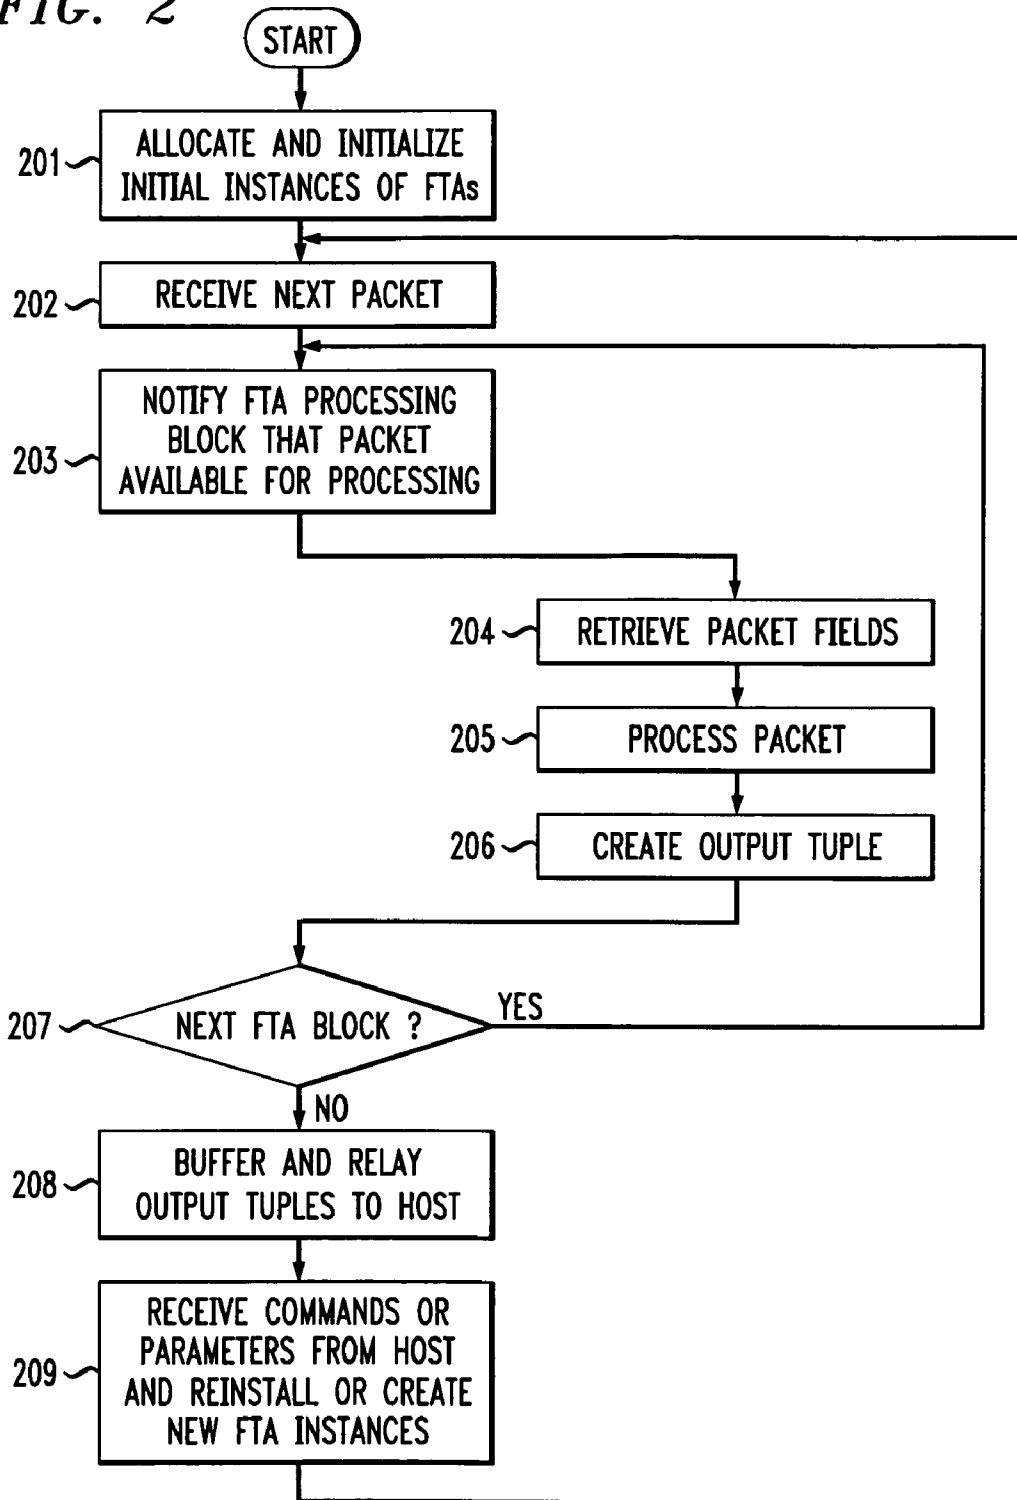 FIG. 2
START
201
ALLOCATE AND INITIALIZE
INITIAL INSTANCES OF FTAs
202
RECEIVE NEXT PACKET
203
NOTIFY FTA PROCESSING
BLOCK THAT PACKET
AVAILABLE FOR PROCESSING
204
RETRIEVE PACKET FIELDS
205
PROCESS PACKET
206
CREATE OUTPUT TUPLE
207
NEXT FTA BLOCK ?
YES
NO
208
BUFFER AND RELAY
OUTPUT TUPLES TO HOST
209
RECEIVE COMMANDS OR
PARAMETERS FROM HOST
AND REINSTALL OR CREATE
NEW FTA INSTANCES